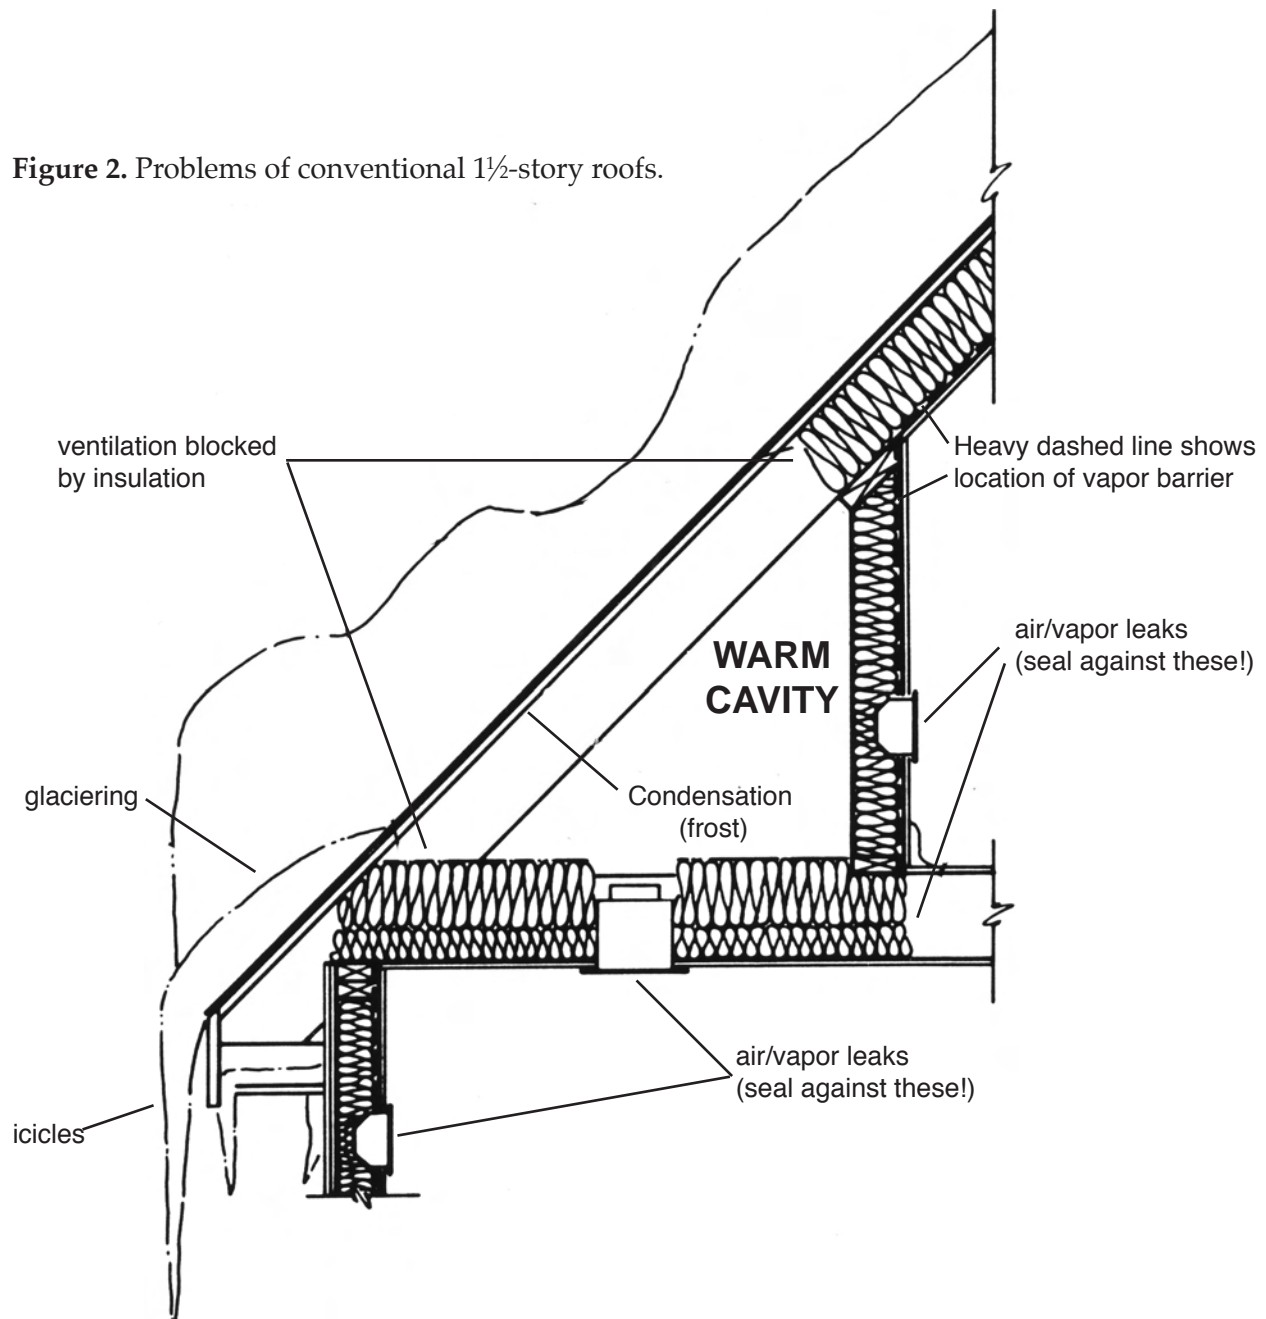 Figure 2. Problems of conventional 1½-story roofs.
ventilation blocked
by insulation
Heavy dashed line shows
location of vapor barrier
air/vapor leaks
(seal against these!)
WARM
CAVITY
glaciering
Condensation
(frost)
air/vapor leaks
(seal against these!)
icicles